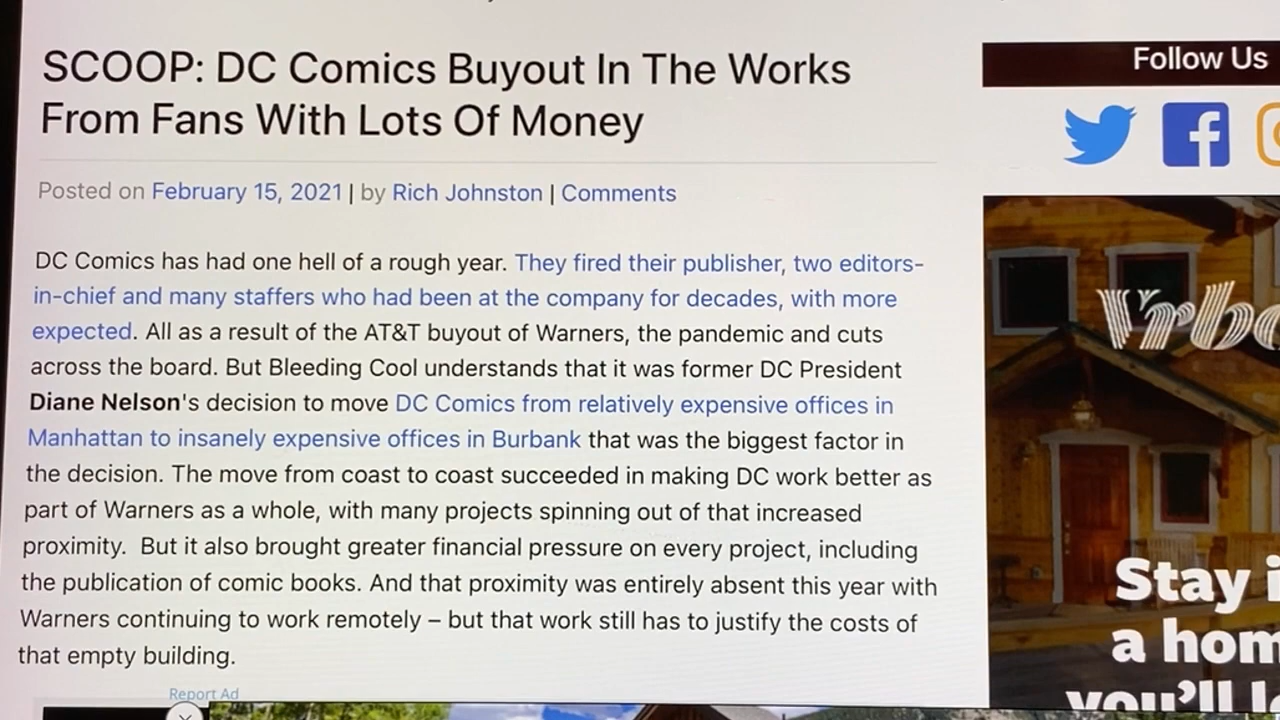 SCOOP: DC Comics Buyout In The Works
From Fans With Lots Of Money
Posted on February 15, 2021 | by Rich Johnston | Comments
DC Comics has had one hell of a rough year. They fired their publisher, two editors-
in-chief and many staffers who had been at the company for decades, with more
expected. All as a result of the AT&T buyout of Warners, the pandemic and cuts
across the board. But Bleeding Cool understands that it was former DC President
Diane Nelson's decision to move DC Comics from relatively expensive offices in
Manhattan to insanely expensive offices in Burbank that was the biggest factor in
the decision. The move from coast to coast succeeded in making DC work better as
part of Warners as a whole, with many projects spinning out of that increased
proximity. But it also brought greater financial pressure on every project, including
the publication of comic books. And that proximity was entirely absent this year with
Warners continuing to work remotely – but that work still has to justify the costs of
that empty building.
Report Ad
Follow Us
Stay
a
you'll